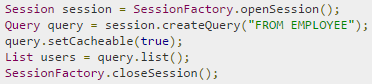 Session session = SessionFactory.openSession();
Query query = session.createQuery("FROM EMPLOYEE");
query.setCacheable(true);
List users = query.list();
SessionFactory.closeSession();